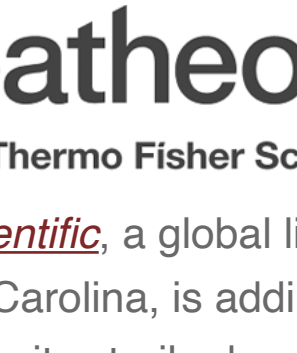 atheo
Thermo Fisher Sc
entific, a global li
Carolina, is addi